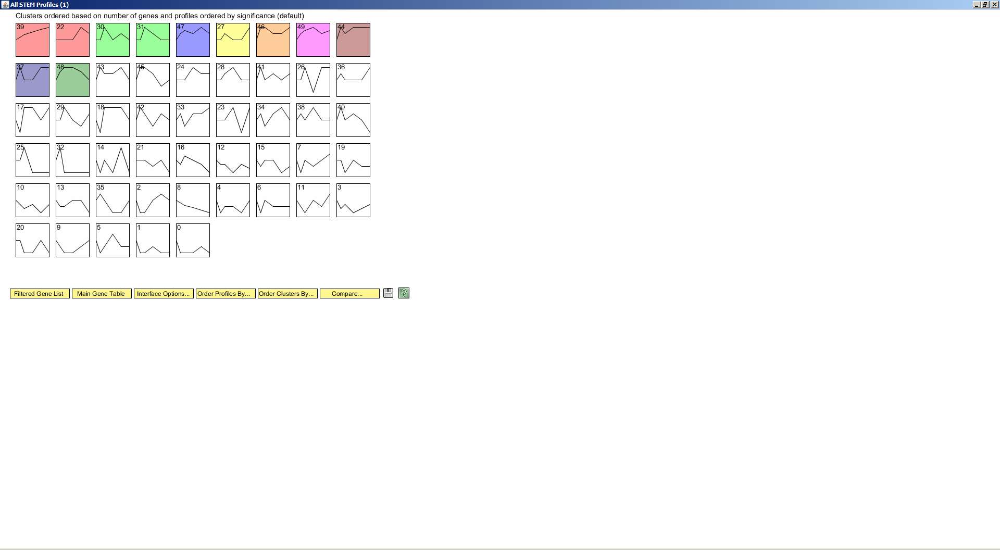 All STEM Profiles (1)
Clusters ordered based on number of genes and profiles ordered by significance (default)
39 22 30 31 47 27 46 49 44
37 48 43 45 24 28 41 26 36
17 29 18 42 33 23 34 38 40
25 32 14 21 16 12 15 7 19
10 13 35 2 8 4 6 11 3
20 9 5 1 0
Filtered Gene List Main Gene Table Interface Options... Order Profiles By... Order Clusters By... Compare... ?